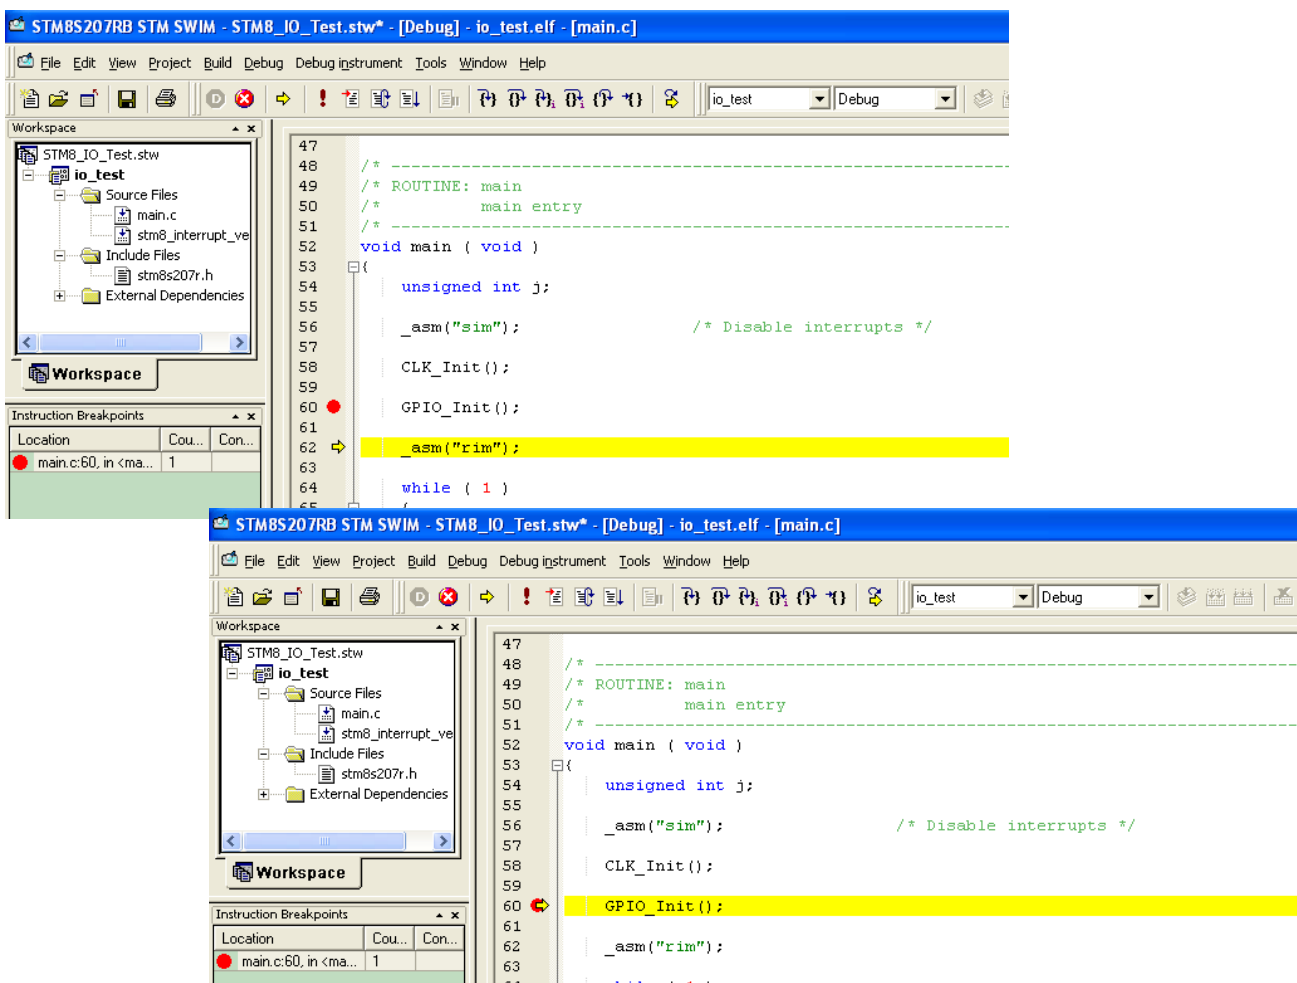 STM8S207RB STM SWIM - STM8_IO_Test.stw* - [Debug] - io_test.elf - [main.c]
File Edit View Project Build Debug Debug instrument Tools Window Help
io_test Debug
Workspace
STM8_IO_Test.stw
io_test
Source Files
main.c
stm8_interrupt_ve
Include Files
stm8s207r.h
External Dependencies
Workspace
Instruction Breakpoints
Location Cou... Con...
main.c:60, in <ma... 1
47
48 /* ----------------------------------------------------------------
49 /* ROUTINE: main
50 /* main entry
51 /* ----------------------------------------------------------------
52 void main ( void )
53 {
54 unsigned int j;
55
56 _asm("sim"); /* Disable interrupts */
57
58 CLK_Init();
59
60 GPIO_Init();
61
62 _asm("rim");
63
64 while ( 1 )
65 {
STM8S207RB STM SWIM - STM8_IO_Test.stw* - [Debug] - io_test.elf - [main.c]
File Edit View Project Build Debug Debug instrument Tools Window Help
io_test Debug
Workspace
STM8_IO_Test.stw
io_test
Source Files
main.c
stm8_interrupt_ve
Include Files
stm8s207r.h
External Dependencies
Workspace
Instruction Breakpoints
Location Cou... Con...
main.c:60, in <ma... 1
47
48 /* ----------------------------------------------------------------
49 /* ROUTINE: main
50 /* main entry
51 /* ----------------------------------------------------------------
52 void main ( void )
53 {
54 unsigned int j;
55
56 _asm("sim"); /* Disable interrupts */
57
58 CLK_Init();
59
60 GPIO_Init();
61
62 _asm("rim");
63